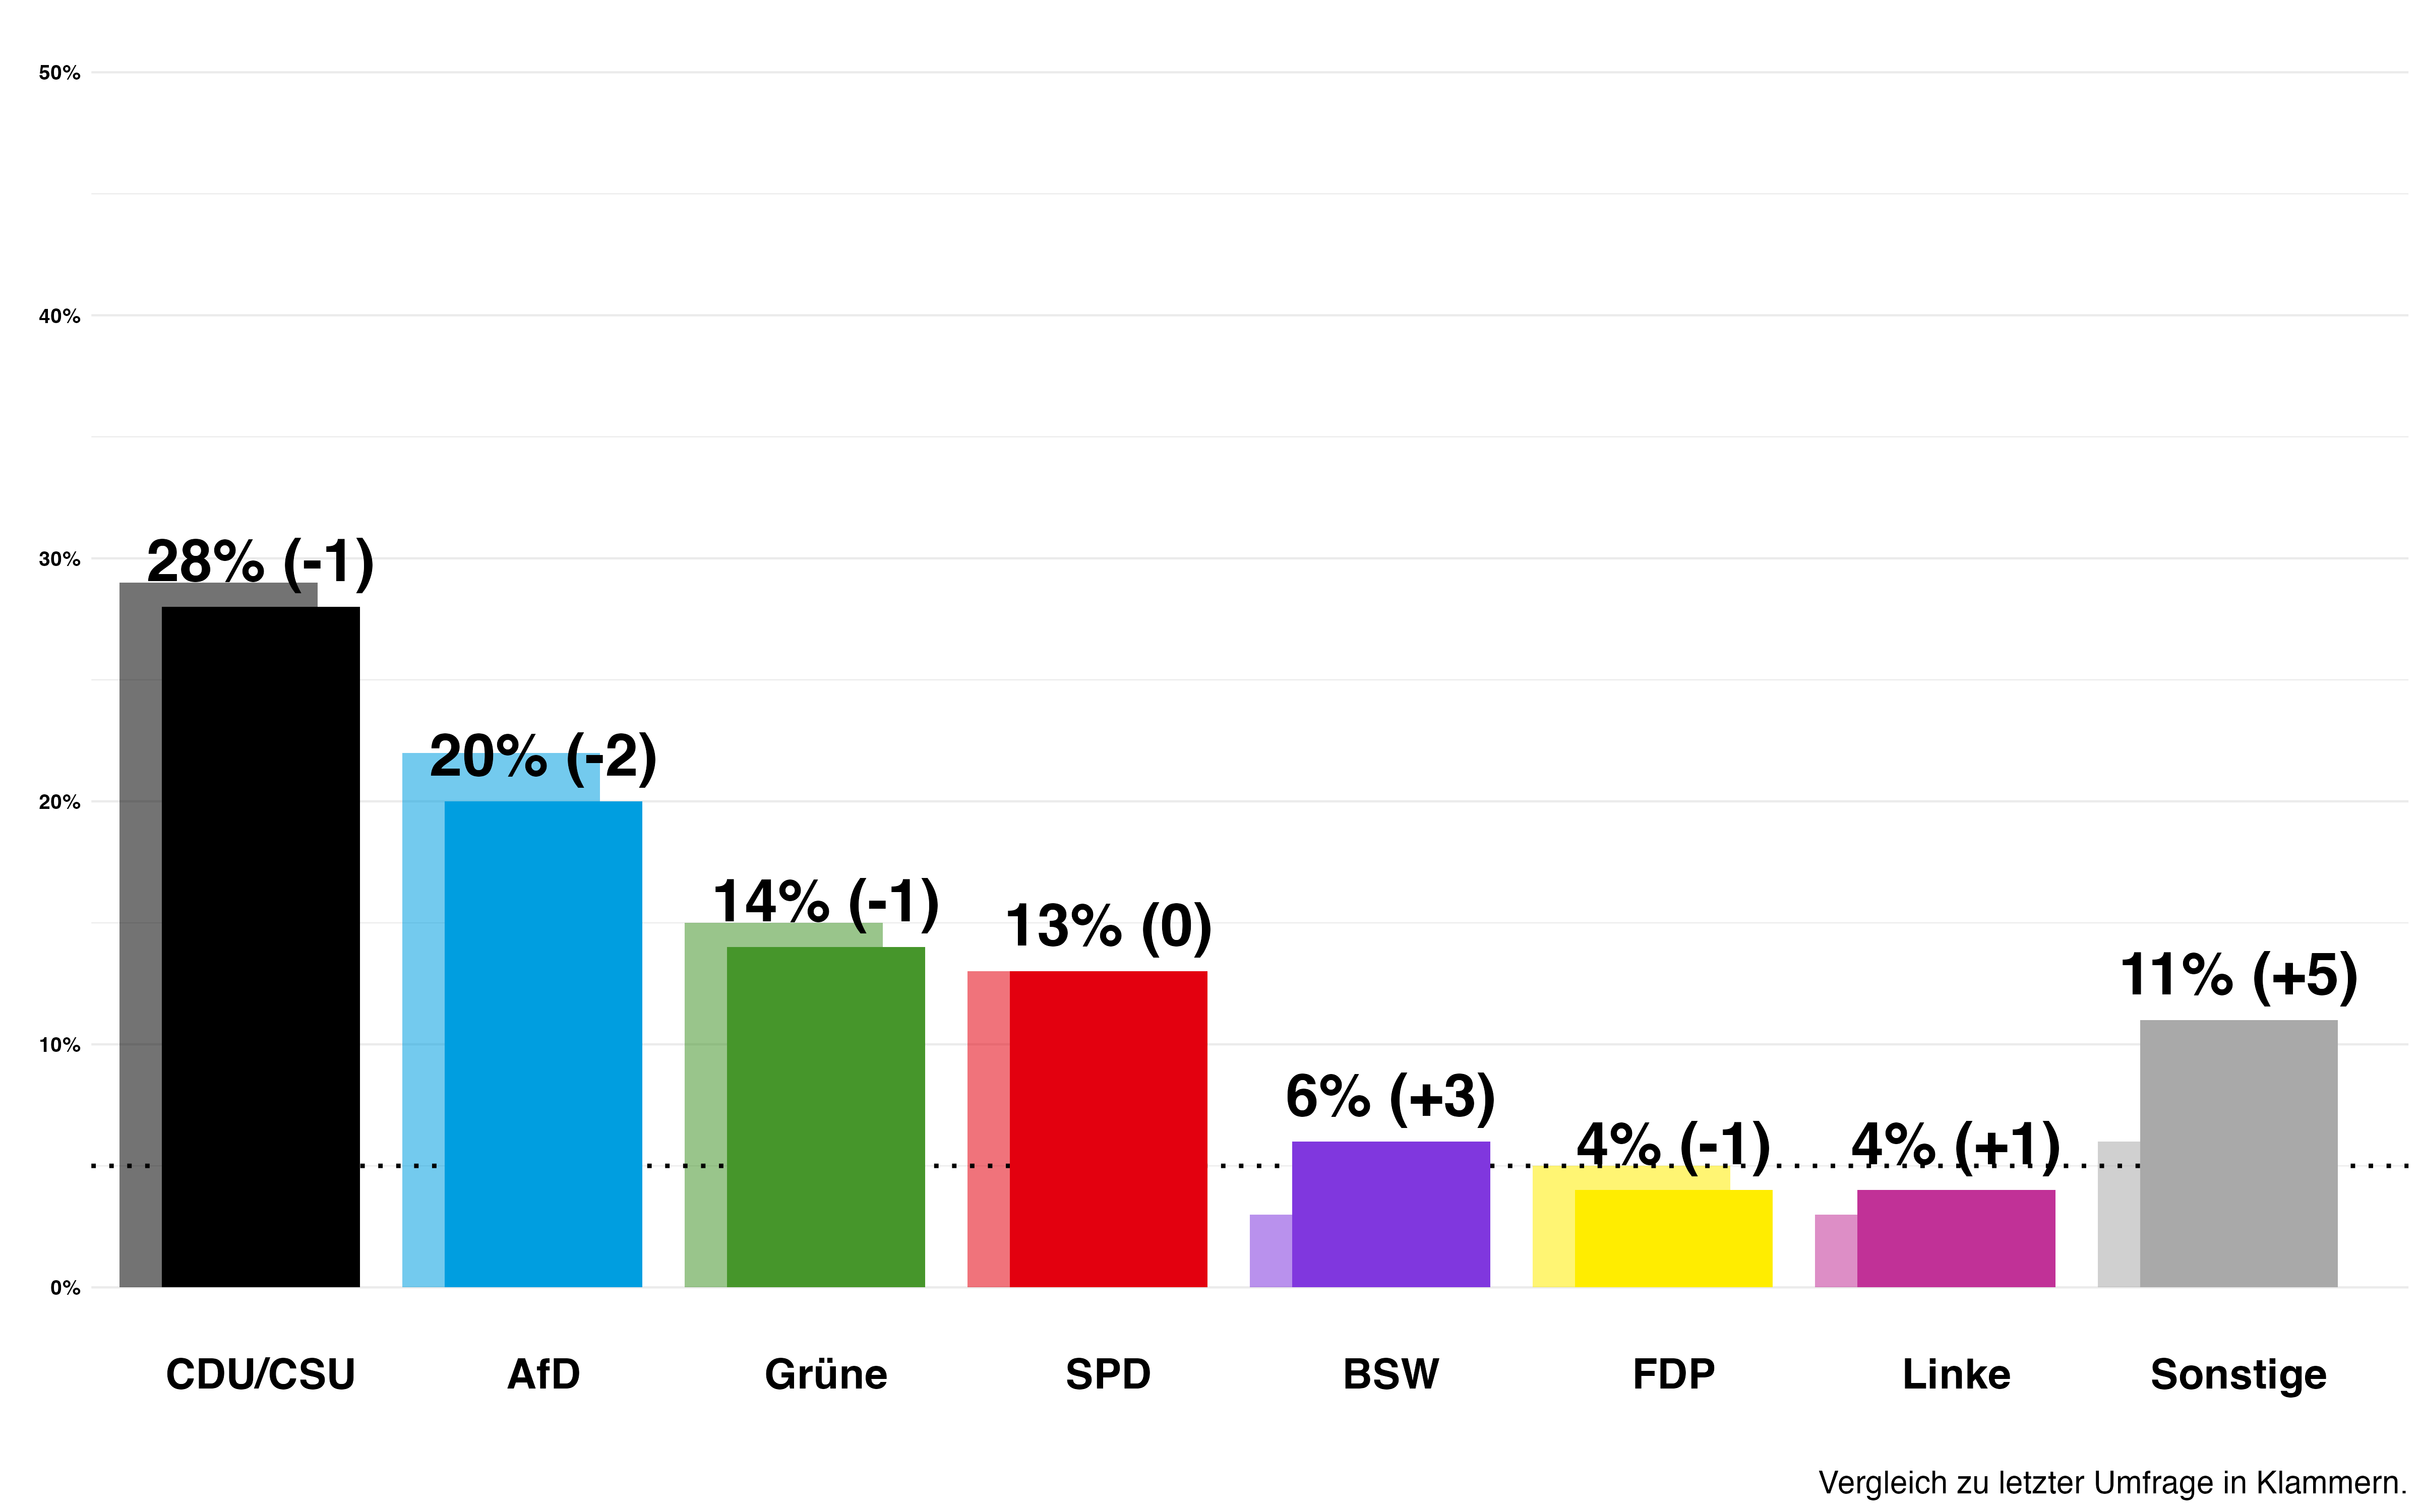 50%
40%
30%
20%
10%
0%
28% (-1)
20% (-2)
14% (-1)
13% (0)
6% (+3)
4% (-1)
4% (+1)
11% (+5)
CDU/CSU
AfD
Grüne
SPD
BSW
FDP
Linke
Sonstige
Vergleich zu letzter Umfrage in Klammern.